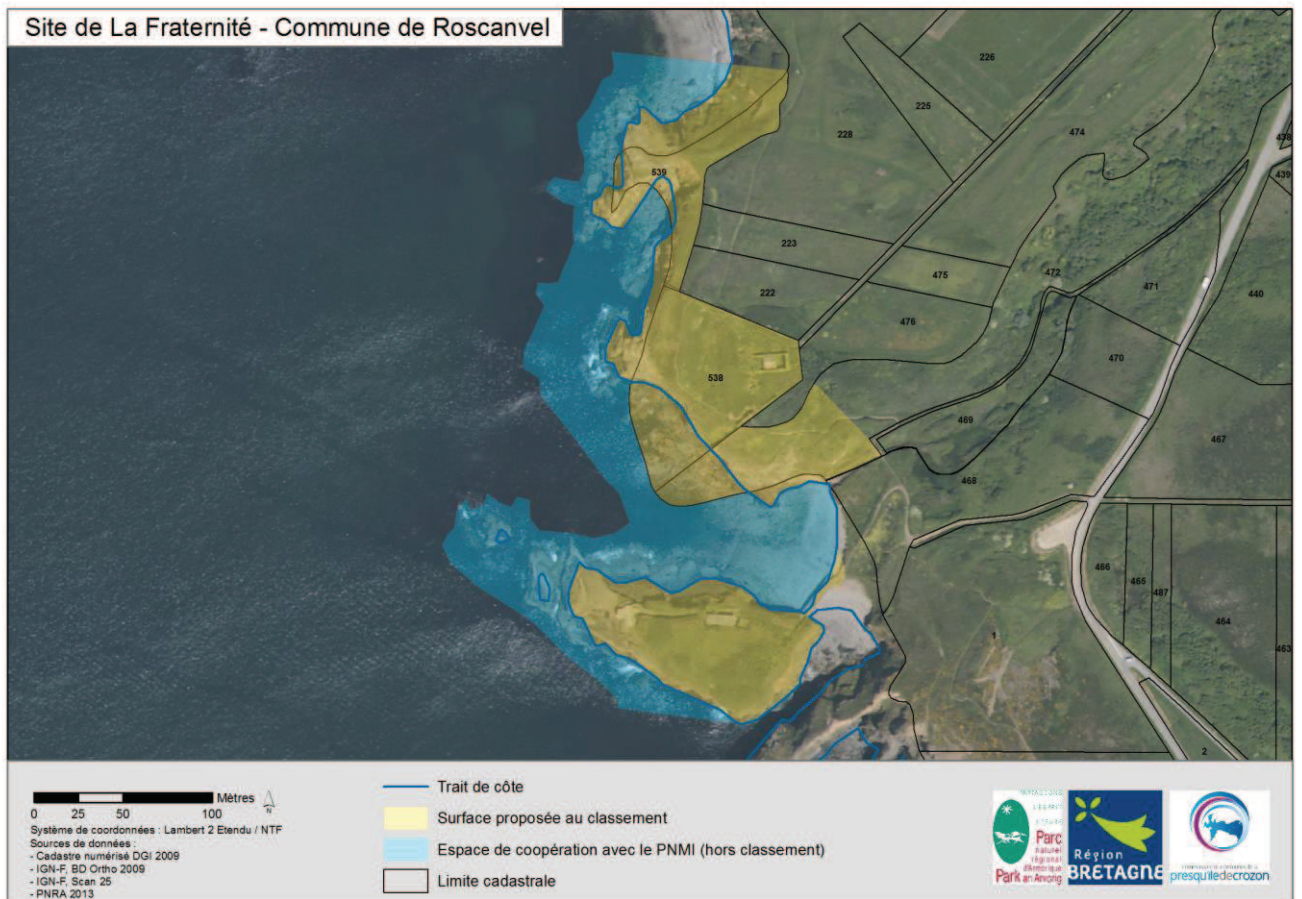 Site de La Fraternité - Commune de Roscanvel
226
225
228
474
438
439
539
223
475
472
471
440
222
476
538
470
469
467
468
466
465
487
464
463
1
2
Mètres
N
0 25 50 100
Système de coordonnées : Lambert 2 Etendu / NTF
Sources de données :
- Cadastre numérisé DGI 2009
- IGN-F, BD Ortho 2009
- IGN-F, Scan 25
- PNRA 2013
Trait de côte
Surface proposée au classement
Espace de coopération avec le PNMI (hors classement)
Limite cadastrale
Parc
naturel
régional
d'Armorique
Park an Arvorig
Région
BRETAGNE
presqu'îledecrozon